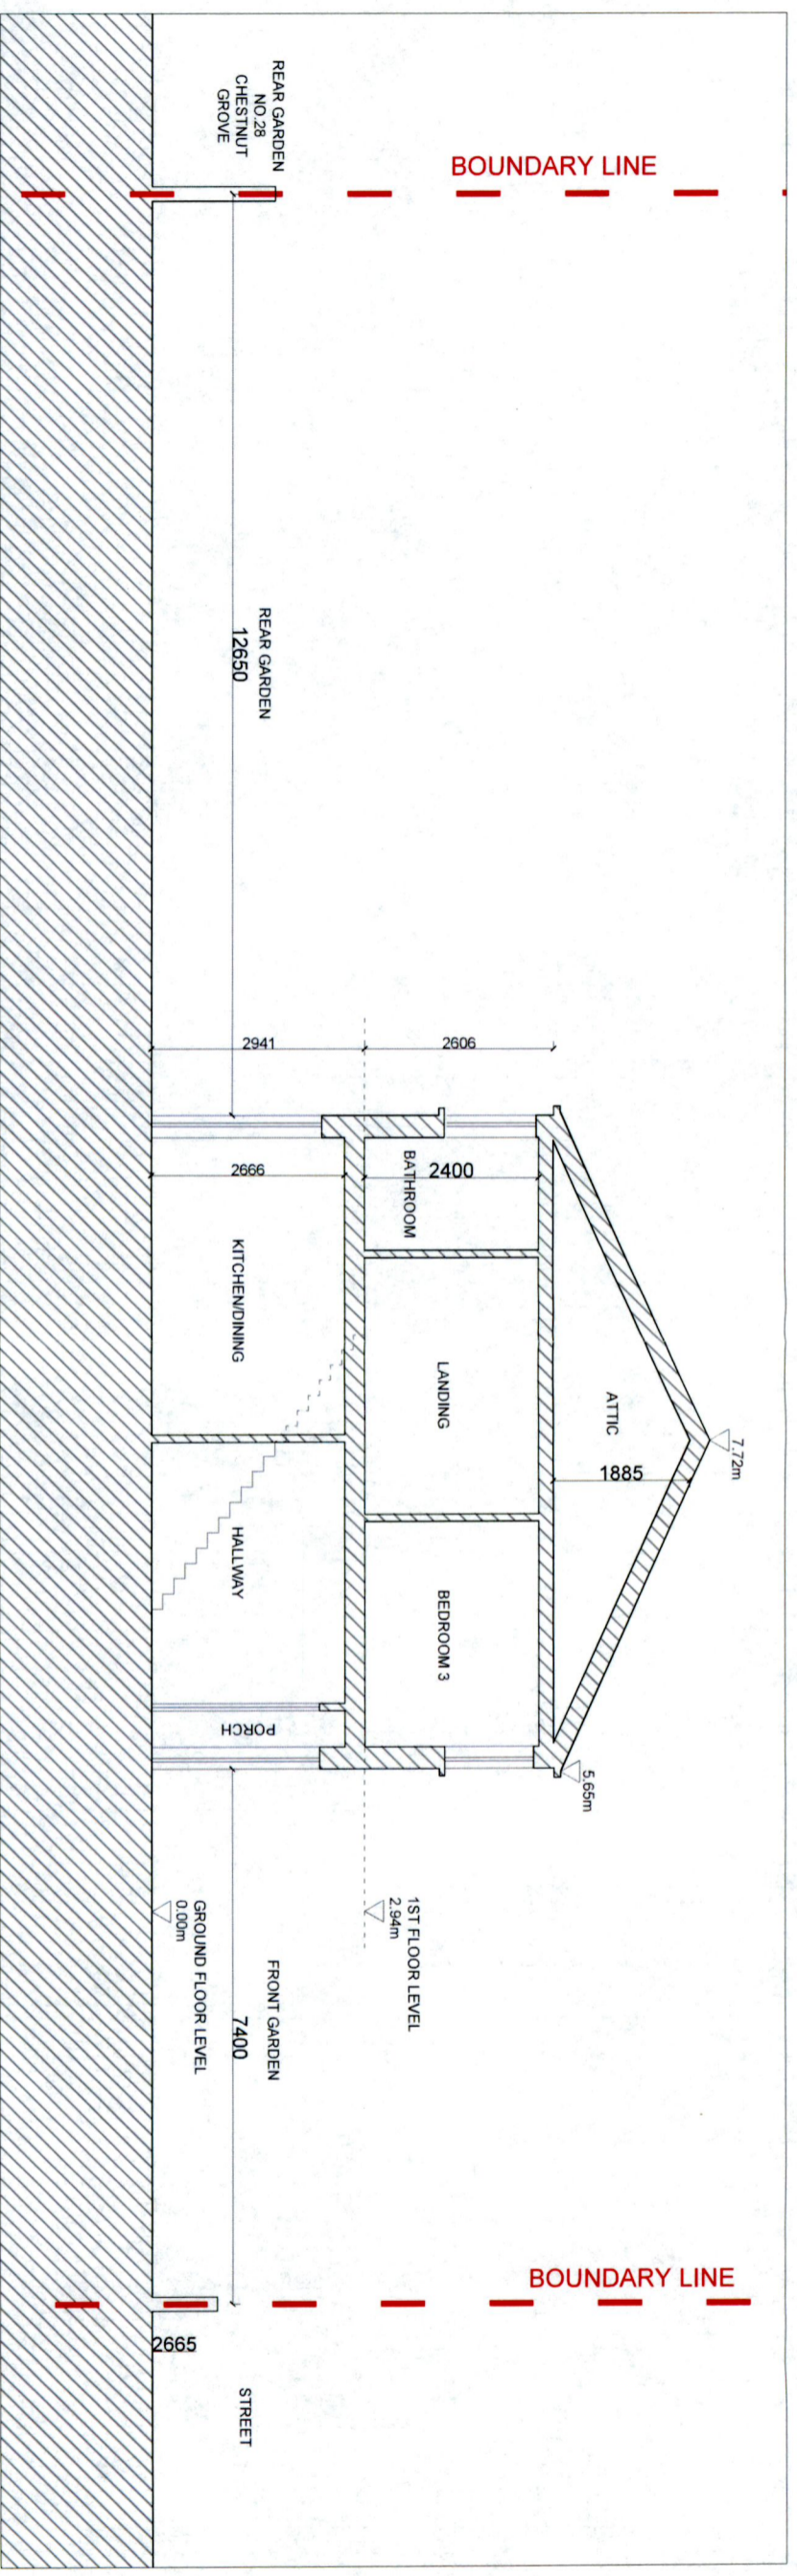 REAR GARDEN
NO.28
CHESTNUT
GROVE
BOUNDARY LINE
REAR GARDEN
12650
2941
2606
2666
2400
BATHROOM
KITCHEN/DINING
LANDING
ATTIC
7.72m
1885
HALLWAY
BEDROOM 3
PORCH
5.65m
1ST FLOOR LEVEL
2.94m
GROUND FLOOR LEVEL
0.00m
FRONT GARDEN
7400
BOUNDARY LINE
2665
STREET